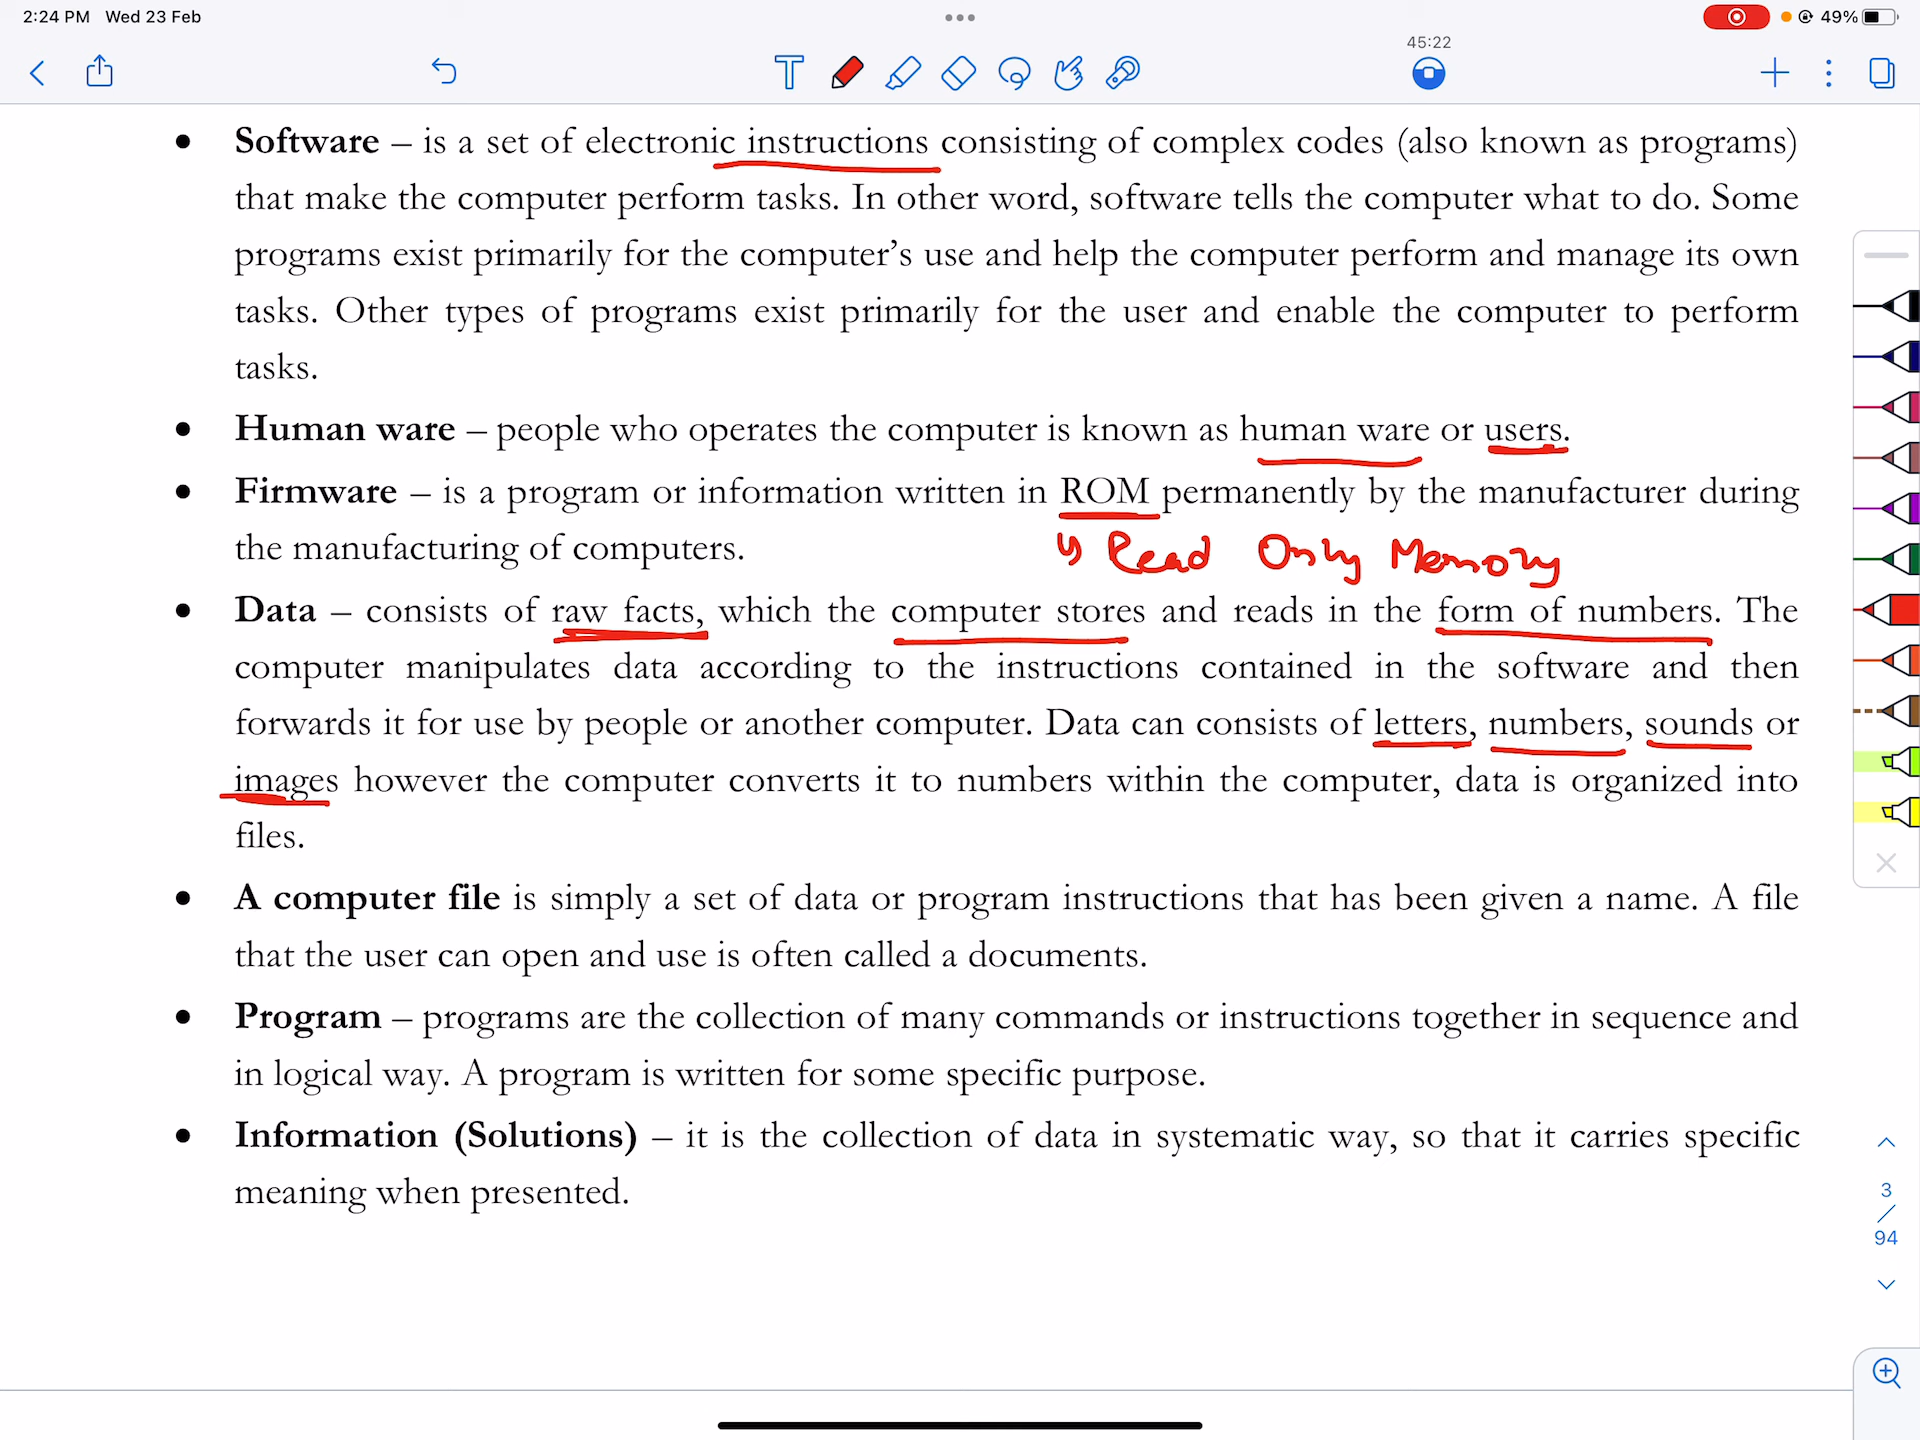 2:24 PM Wed 23 Feb
49%
45:22
• Software – is a set of electronic instructions consisting of complex codes (also known as programs)
that make the computer perform tasks. In other word, software tells the computer what to do. Some
programs exist primarily for the computer’s use and help the computer perform and manage its own
tasks. Other types of programs exist primarily for the user and enable the computer to perform
tasks.
• Human ware – people who operates the computer is known as human ware or users.
• Firmware – is a program or information written in ROM permanently by the manufacturer during
the manufacturing of computers.
Read Only Memory
• Data – consists of raw facts, which the computer stores and reads in the form of numbers. The
computer manipulates data according to the instructions contained in the software and then
forwards it for use by people or another computer. Data can consists of letters, numbers, sounds or
images however the computer converts it to numbers within the computer, data is organized into
files.
• A computer file is simply a set of data or program instructions that has been given a name. A file
that the user can open and use is often called a documents.
• Program – programs are the collection of many commands or instructions together in sequence and
in logical way. A program is written for some specific purpose.
• Information (Solutions) – it is the collection of data in systematic way, so that it carries specific
meaning when presented.
3
/
94